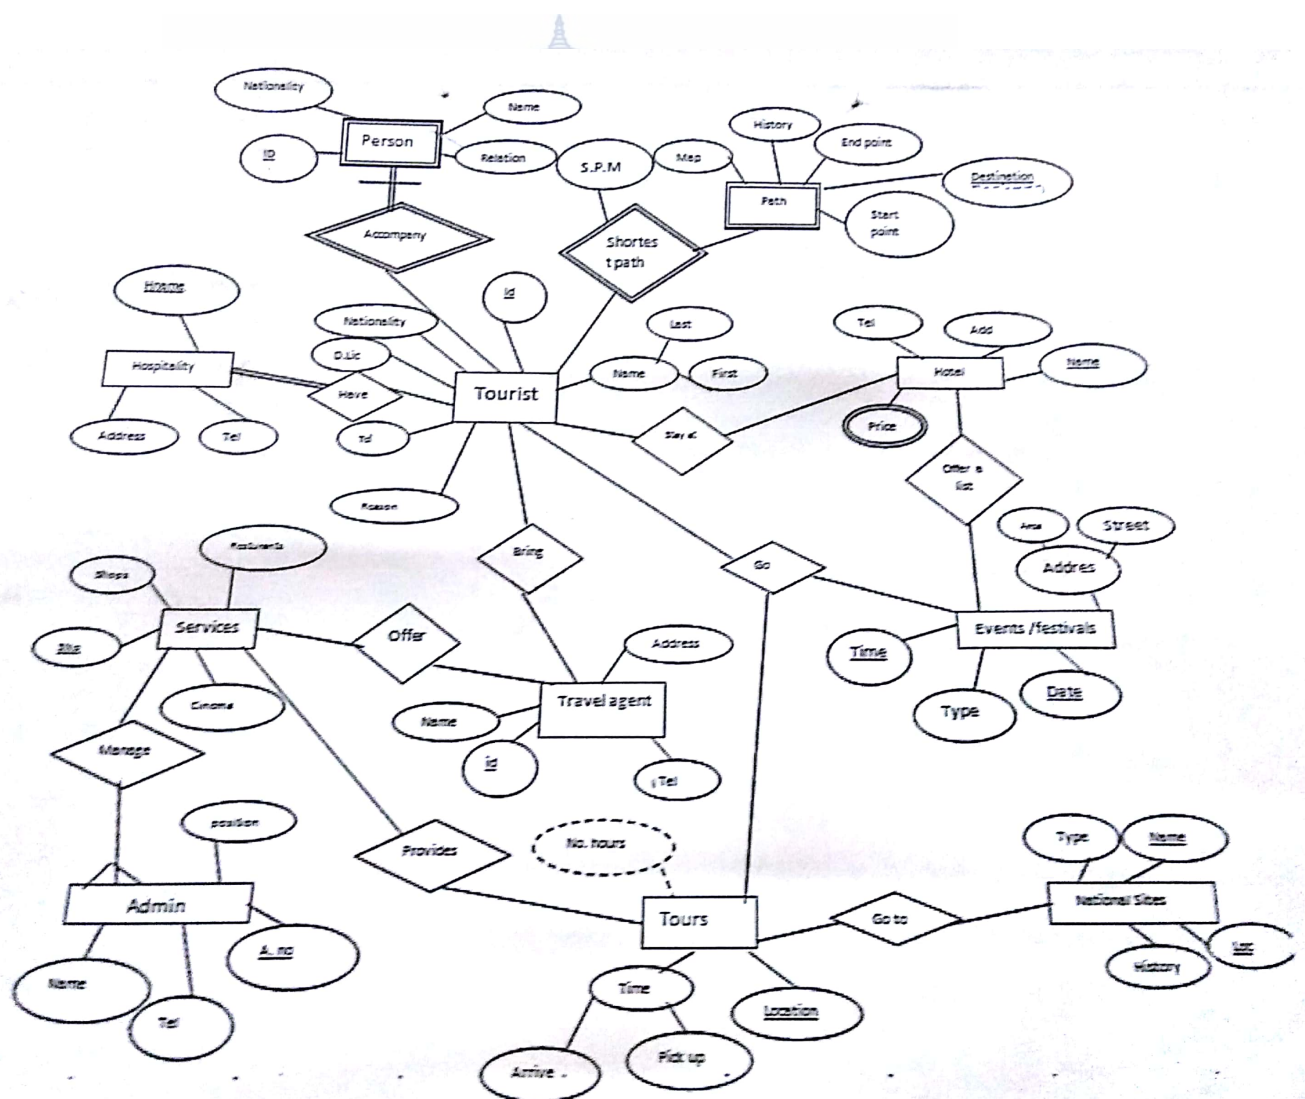 Nationality
Name
Person
ID
Relation
S.P.M
Map
History
End point
Destination
Path
Start
point
Accompany
Shortes
t path
Hname
Id
Nationality
Last
Tel
Add
D.Lic
Name
First
Name
Hospitality
Have
Tourist
Hotel
Address
Tel
Tel
Stay at
Price
Reason
Offer a
list
Area
Street
Addres
Bring
Go
Shops
Services
Offer
Events /festivals
Address
Time
Cinema
Travel agent
Date
Name
Type
Manage
id
Tel
position
Provides
No. hours
Type
Name
Admin
Tours
Go to
National Sites
A. no
Loc
Name
History
Tel
Time
Location
Arrive
Pick up